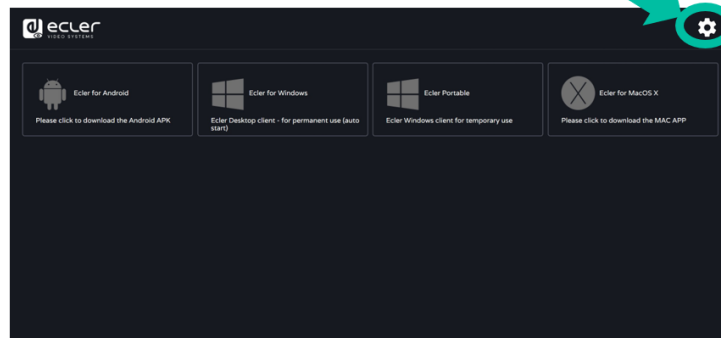 ecler
VIDEO SYSTEMS
Ecler for Android
Please click to download the Android APK
Ecler for Windows
Ecler Desktop client - for permanent use (auto
start)
Ecler Portable
Ecler Windows client for temporary use
Ecler for MacOS X
Please click to download the MAC APP